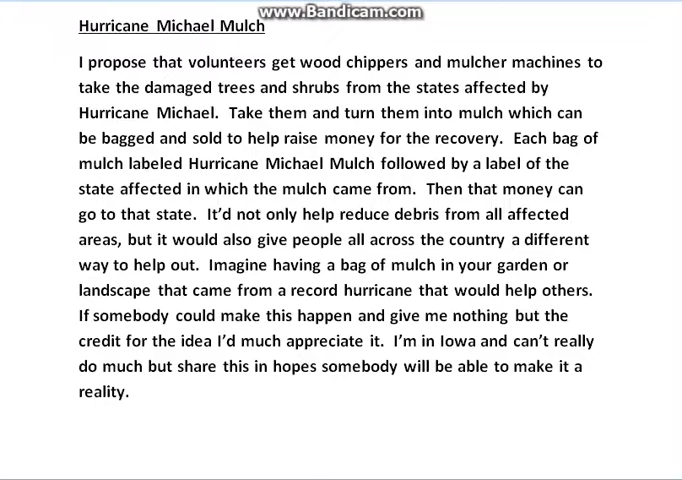 www.Bandicam.com
Hurricane Michael Mulch
I propose that volunteers get wood chippers and mulcher machines to
take the damaged trees and shrubs from the states affected by
Hurricane Michael.  Take them and turn them into mulch which can
be bagged and sold to help raise money for the recovery.  Each bag of
mulch labeled Hurricane Michael Mulch followed by a label of the
state affected in which the mulch came from.  Then that money can
go to that state.  It’d not only help reduce debris from all affected
areas, but it would also give people all across the country a different
way to help out.  Imagine having a bag of mulch in your garden or
landscape that came from a record hurricane that would help others.
If somebody could make this happen and give me nothing but the
credit for the idea I’d much appreciate it.  I’m in Iowa and can’t really
do much but share this in hopes somebody will be able to make it a
reality.